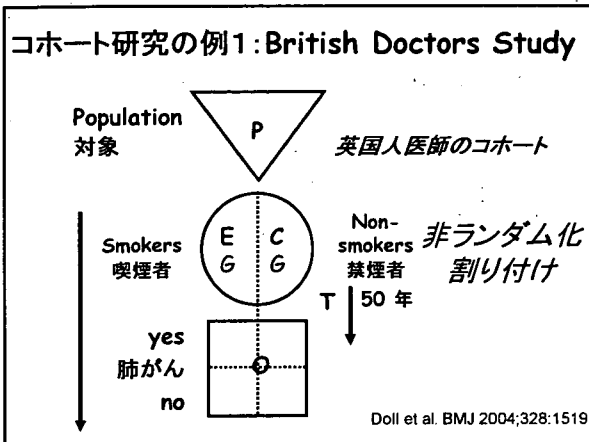 コホート研究の例1:British Doctors Study
Population
対象
P
英国人医師のコホート
Smokers
喫煙者
E
G
C
G
Non-
smokers
禁煙者
非ランダム化
割り付け
T
50 年
yes
肺がん
no
O
Doll et al. BMJ 2004;328:1519